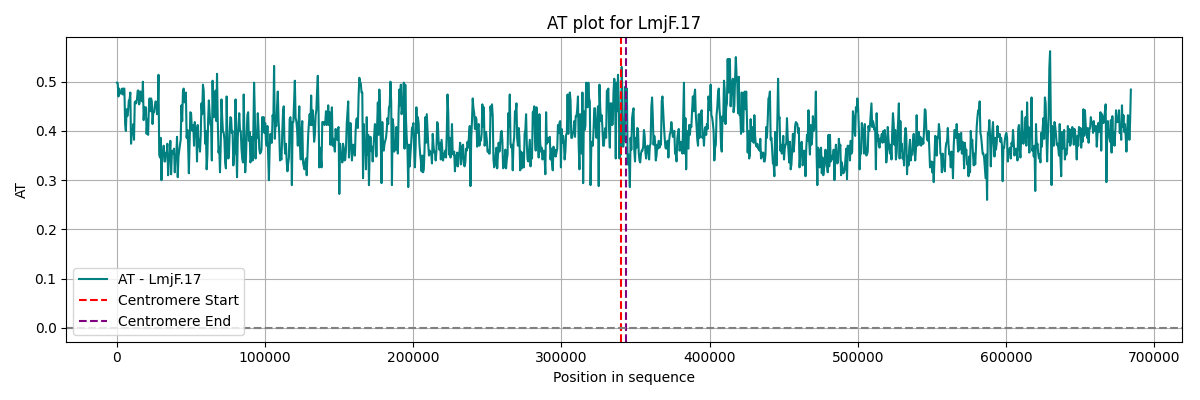 AT plot for LmjF.17
AT
0.5
0.4
0.3
0.2
0.1
0.0
AT - LmjF.17
Centromere Start
Centromere End
0 100000 200000 300000 400000 500000 600000 700000
Position in sequence